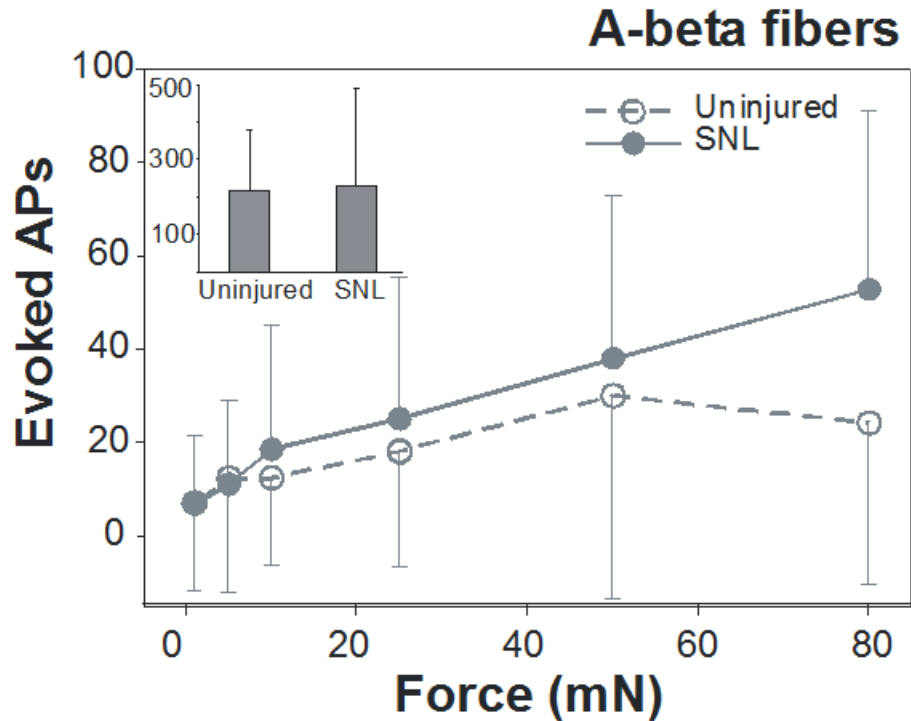 A-beta fibers
Evoked APs
100
80
60
40
20
0
500
300
100
Uninjured SNL
Uninjured
SNL
0 20 40 60 80
Force (mN)